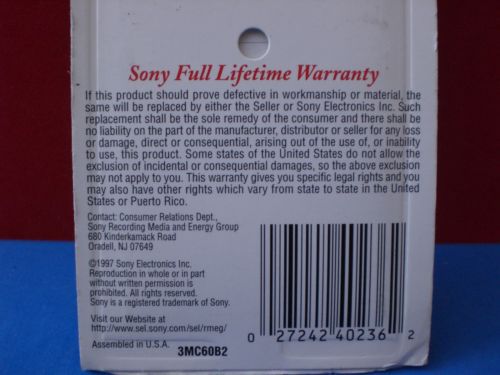 Sony Full Lifetime Warranty
If this product should prove defective in workmanship or material, the
same will be replaced by either the Seller or Sony Electronics Inc. Such
replacement shall be the sole remedy of the consumer and there shall be
no liability on the part of the manufacturer, distributor or seller for any loss
or damage, direct or consequential, arising out of the use of, or inability
to use, this product. Some states of the United States do not allow the
exclusion of incidental or consequential damages, so the above exclusion
may not apply to you. This warranty gives you specific legal rights and you
may also have other rights which vary from state to state in the United
States or Puerto Rico.
Contact: Consumer Relations Dept.,
Sony Recording Media and Energy Group
680 Kinderkamack Road
Oradell, NJ 07649
©1997 Sony Electronics Inc.
Reproduction in whole or in part
without written permission is
prohibited. All rights reserved.
Sony is a registered trademark of Sony.
Visit our Website at
http://www.sel.sony.com/sel/rmeg/
Assembled in U.S.A. 3MC60B2
0 27242 40236 2